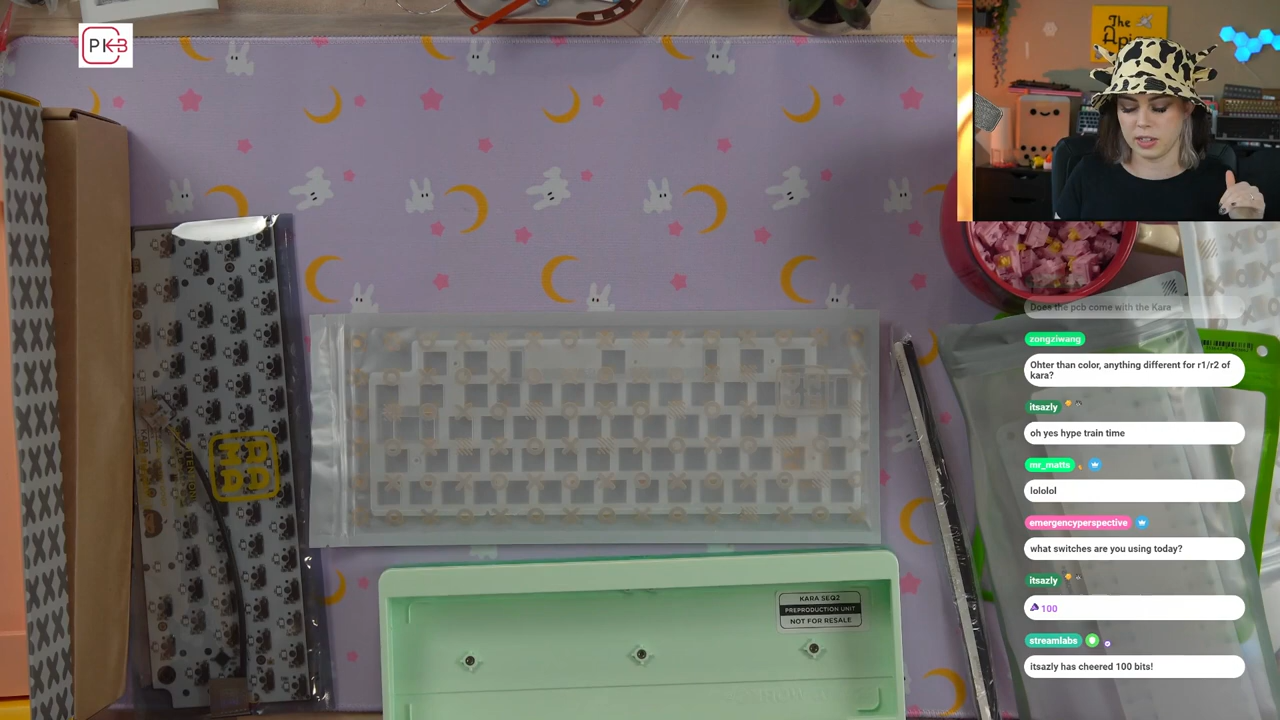 PKB
The
Does the pcb come with the Kara
zongziwang
Ohter than color, anything different for r1/r2 of
kara?
itsazly
oh yes hype train time
mr_matts
lololol
emergencyperspective
what switches are you using today?
itsazly
100
streamlabs
itsazly has cheered 100 bits!
KARA SEQ2
PREPRODUCTION UNIT
NOT FOR RESALE